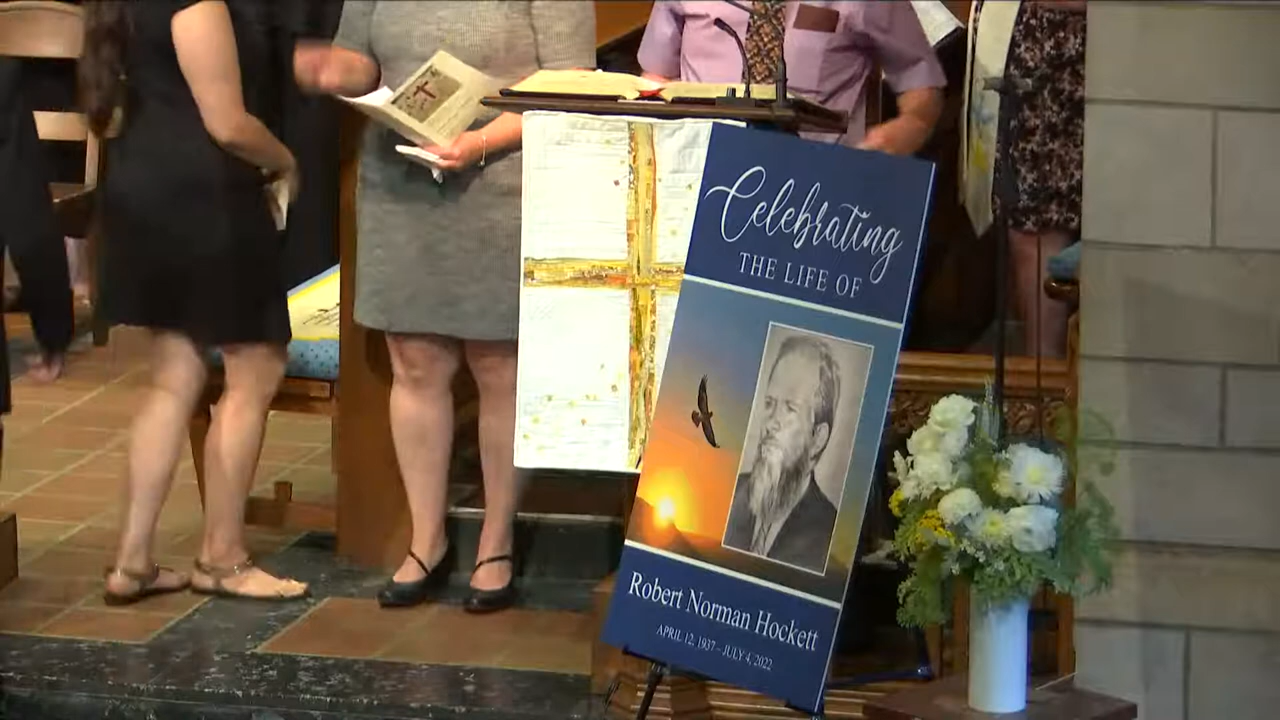 Celebrating
THE LIFE OF
Robert Norman Hockett
APRIL 12, 1937 – JULY 4, 2022